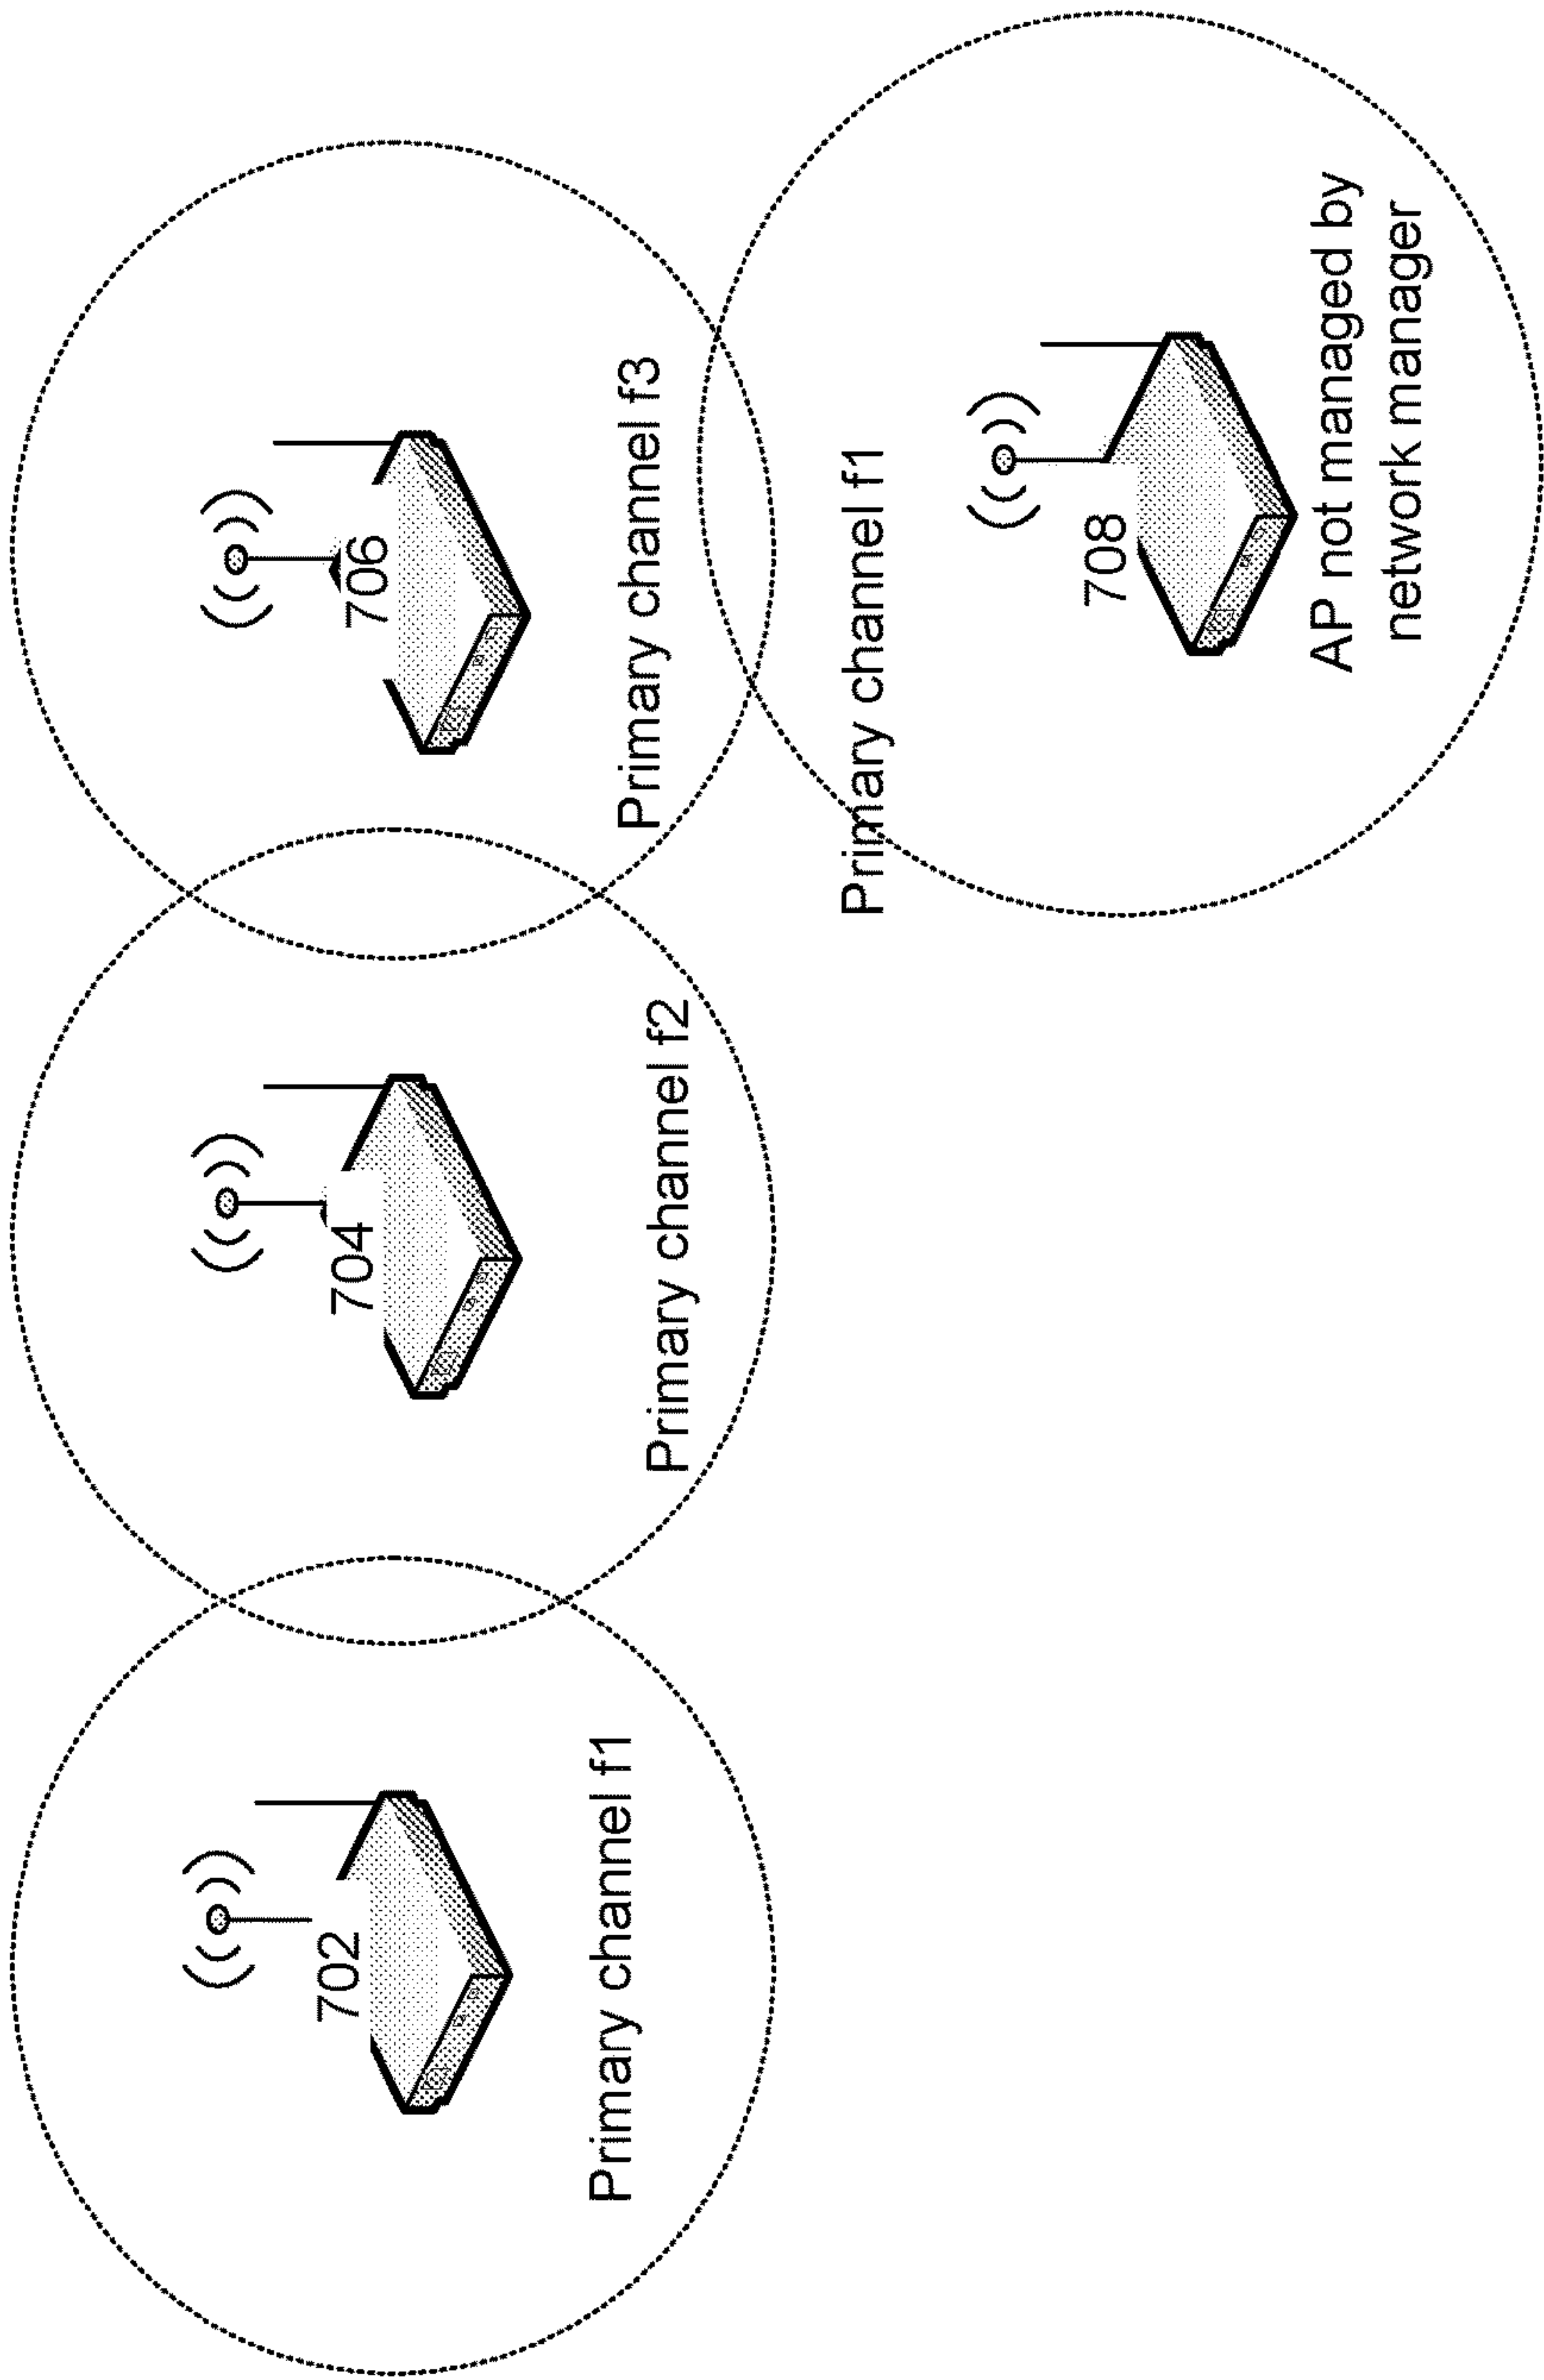 702
Primary channel f1
704
Primary channel f2
706
Primary channel f3
Primary channel f1
708
AP not managed by
network manager